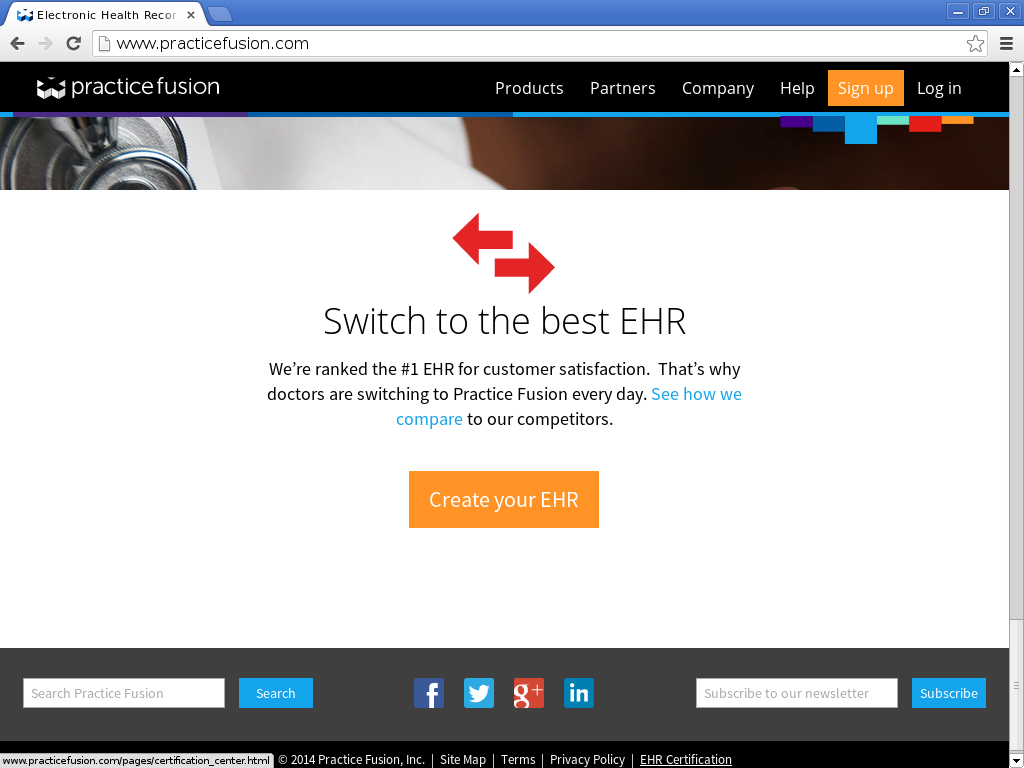 Electronic Health Recor
www.practicefusion.com
practice fusion
Products Partners Company Help Sign up Log in
Switch to the best EHR
We're ranked the #1 EHR for customer satisfaction. That's why
doctors are switching to Practice Fusion every day. See how we
compare to our competitors.
Create your EHR
Search Practice Fusion Search f g+ in Subscribe to our newsletter Subscribe
www.practicefusion.com/pages/certification_center.html © 2014 Practice Fusion, Inc. | Site Map | Terms | Privacy Policy | EHR Certification